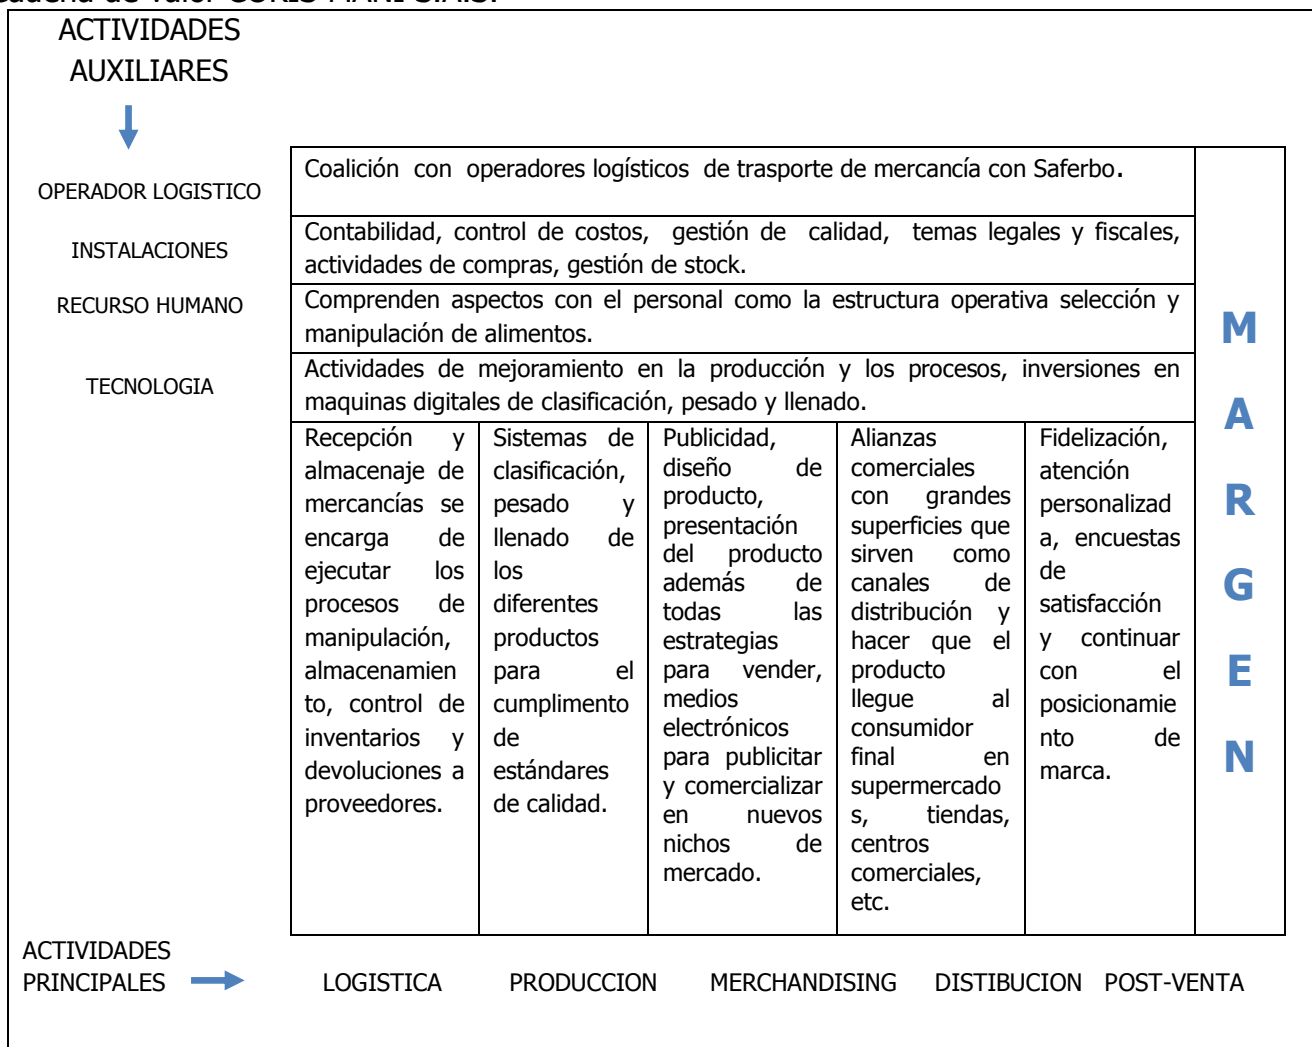 ACTIVIDADES
AUXILIARES
OPERADOR LOGISTICO
Coalición con operadores logísticos de trasporte de mercancía con Saferbo.
INSTALACIONES
Contabilidad, control de costos, gestión de calidad, temas legales y fiscales,
actividades de compras, gestión de stock.
RECURSO HUMANO
Comprenden aspectos con el personal como la estructura operativa selección y
manipulación de alimentos.
TECNOLOGIA
Actividades de mejoramiento en la producción y los procesos, inversiones en
maquinas digitales de clasificación, pesado y llenado.
Recepción y
almacenaje de
mercancías se
encarga de
ejecutar los
procesos de
manipulación,
almacenamien
to, control de
inventarios y
devoluciones a
proveedores.
Sistemas de
clasificación,
pesado y
llenado de
los
diferentes
productos
para el
cumplimento
de
estándares
de calidad.
Publicidad,
diseño de
producto,
presentación
del producto
además de
todas las
estrategias
para vender,
medios
electrónicos
para publicitar
y comercializar
en nuevos
nichos de
mercado.
Alianzas
comerciales
con grandes
superficies que
sirven como
canales de
distribución y
hacer que el
producto
llegue al
consumidor
final en
supermercado
s, tiendas,
centros
comerciales,
etc.
Fidelización,
atención
personalizad
a, encuestas
de
satisfacción
y continuar
con el
posicionamie
nto de
marca.
M
A
R
G
E
N
ACTIVIDADES
PRINCIPALES
LOGISTICA PRODUCCION MERCHANDISING DISTIBUCION POST-VENTA